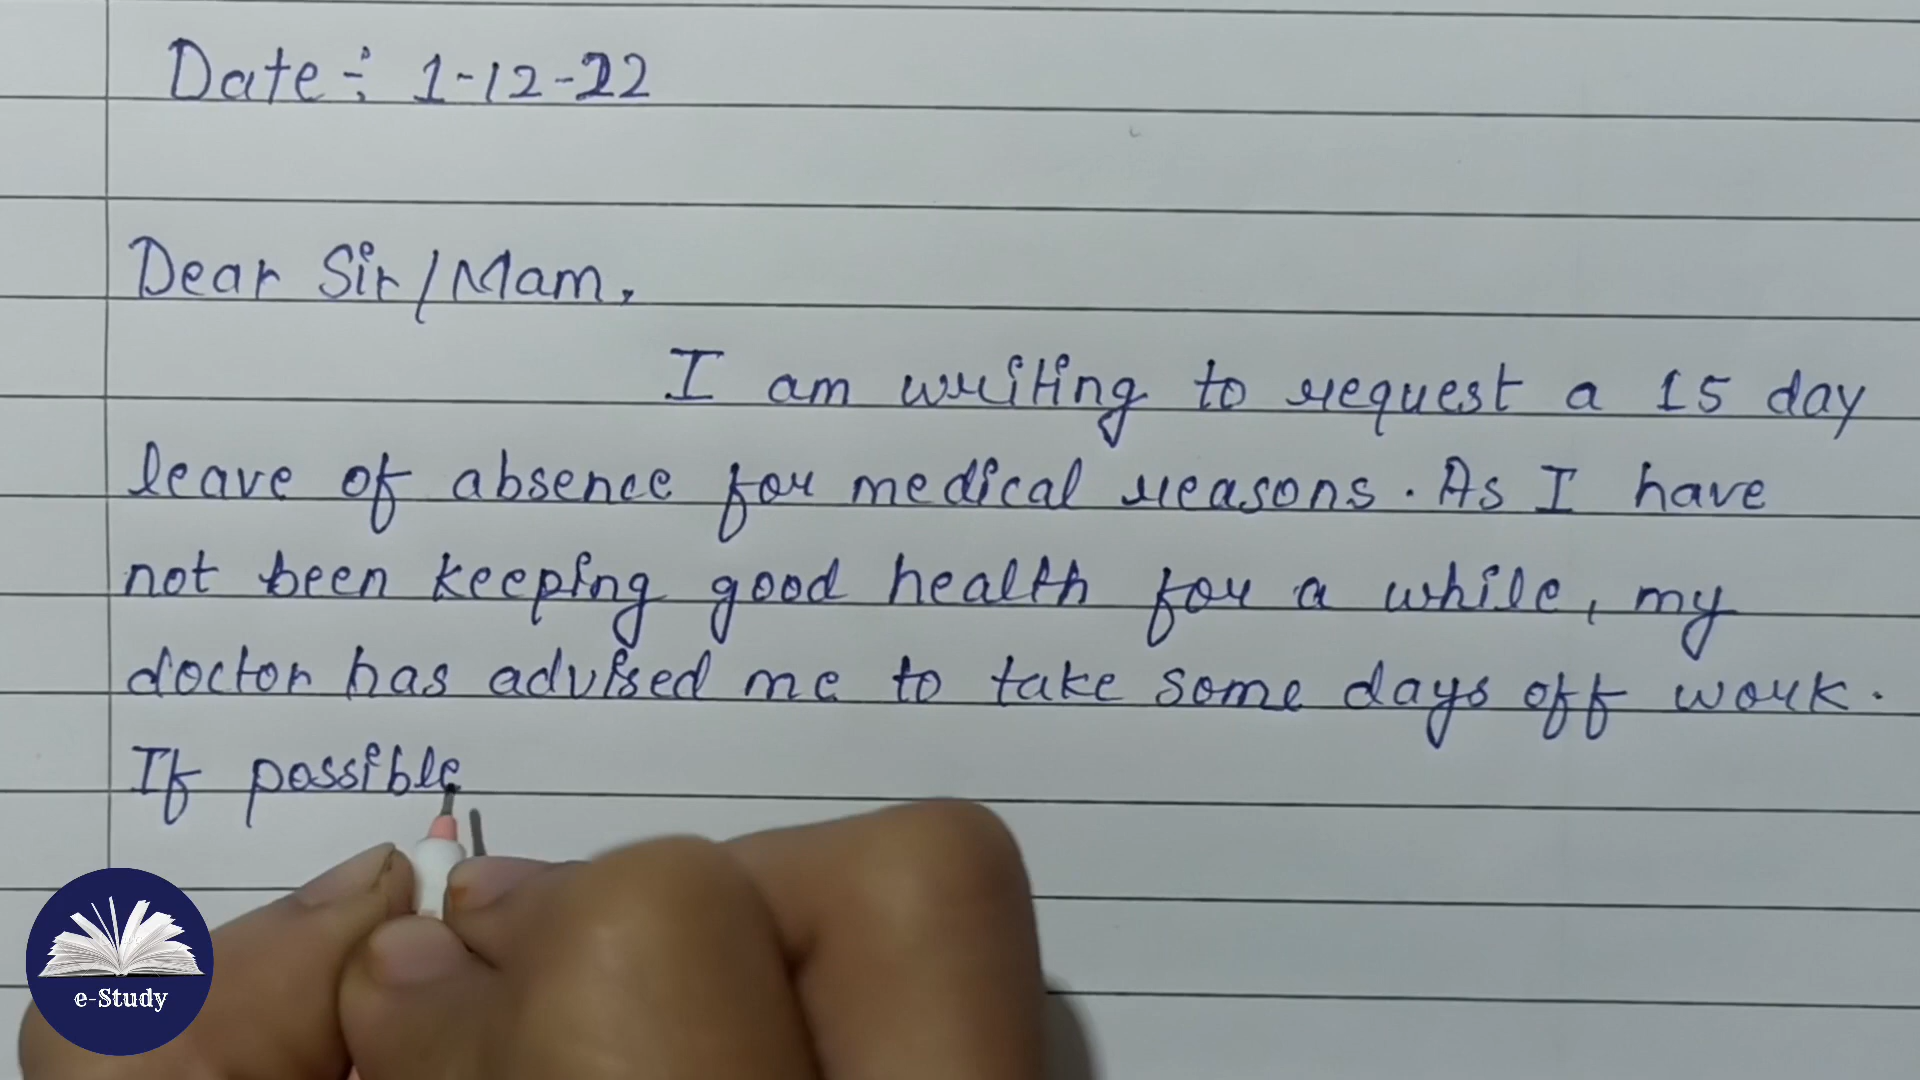 Date ÷ 1-12-22
Dear Sir/Mam,
I am writing to request a 15 day
leave of absence for medical reasons. As I have
not been keeping good health for a while, my
doctor has advised me to take some days off work.
If possible
e-Study